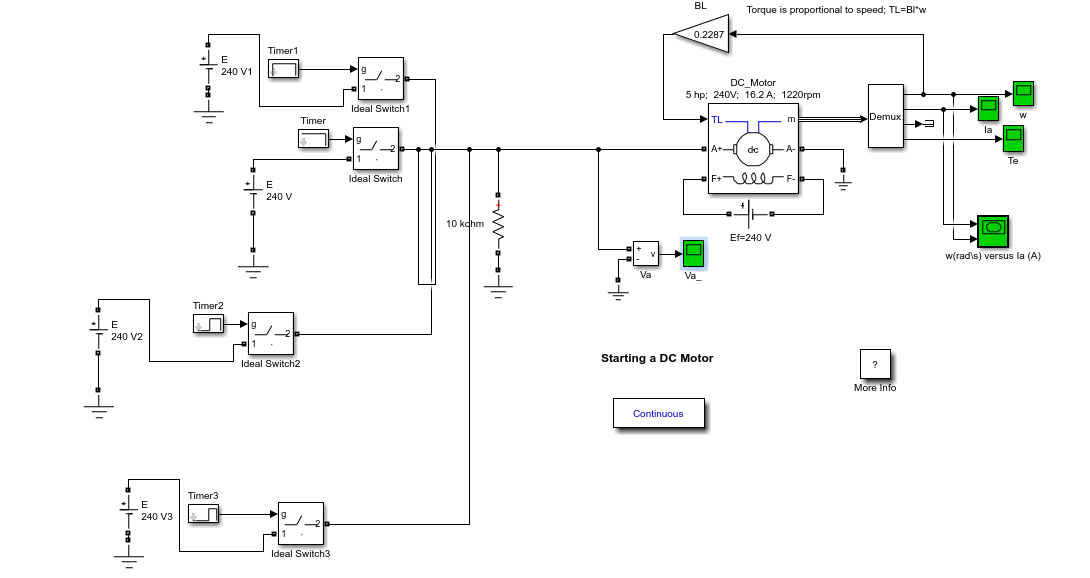 BL
Torque is proportional to speed; TL=Bl*w
0.2287
Timer1
E
240 V1
g
1
2
Ideal Switch1
DC_Motor
5 hp; 240V; 16.2 A; 1220rpm
TL
m
A+
dc
A-
F+
F-
Demux
w
Ia
Te
Timer
g
1
2
Ideal Switch
E
240 V
10 kohm
+
Ef=240 V
+
-
v
Va
Va_
w(rad\s) versus Ia (A)
Timer2
E
240 V2
g
1
2
Ideal Switch2
Starting a DC Motor
?
More Info
Continuous
Timer3
E
240 V3
g
1
2
Ideal Switch3